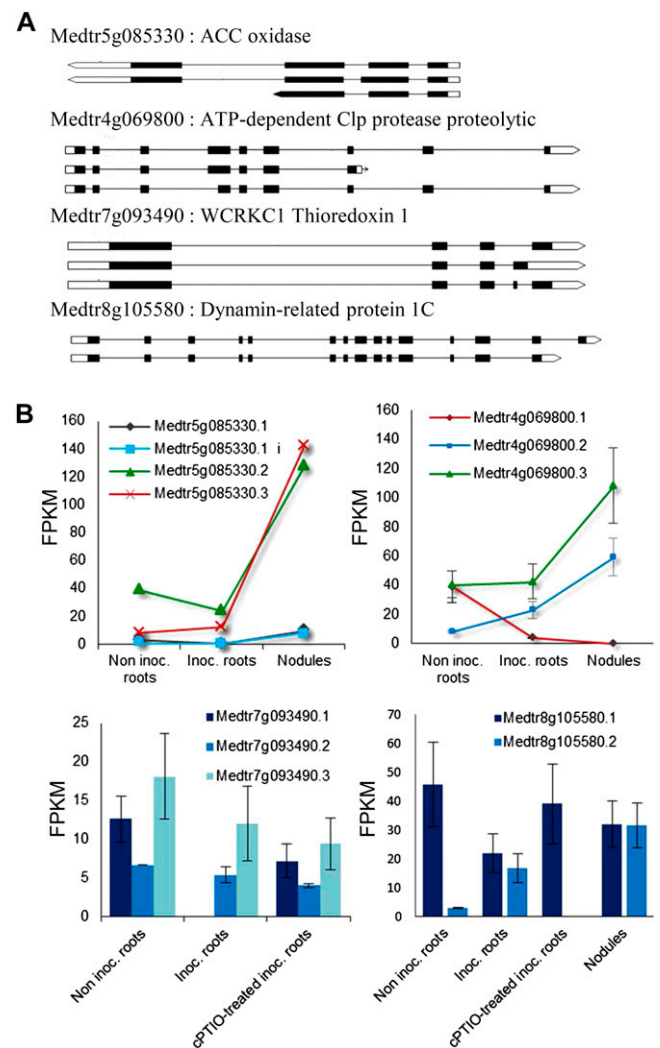 A
Medtr5g085330 : ACC oxidase
Medtr4g069800 : ATP-dependent Clp protease proteolytic
Medtr7g093490 : WCRKC1 Thioredoxin 1
Medtr8g105580 : Dynamin-related protein 1C
B
FPKM
160
140
120
100
80
60
40
20
0
Medtr5g085330.1
Medtr5g085330.1 i
Medtr5g085330.2
Medtr5g085330.3
Non inoc. roots
Inoc. roots
Nodules
FPKM
160
140
120
100
80
60
40
20
0
Medtr4g069800.1
Medtr4g069800.2
Medtr4g069800.3
Non inoc. roots
Inoc. roots
Nodules
FPKM
25
20
15
10
5
0
Medtr7g093490.1
Medtr7g093490.2
Medtr7g093490.3
Non inoc. roots
Inoc. roots
cPTIO-treated inoc. roots
FPKM
70
60
50
40
30
20
10
0
Medtr8g105580.1
Medtr8g105580.2
Non inoc. roots
Inoc. roots
cPTIO-treated inoc. roots
Nodules